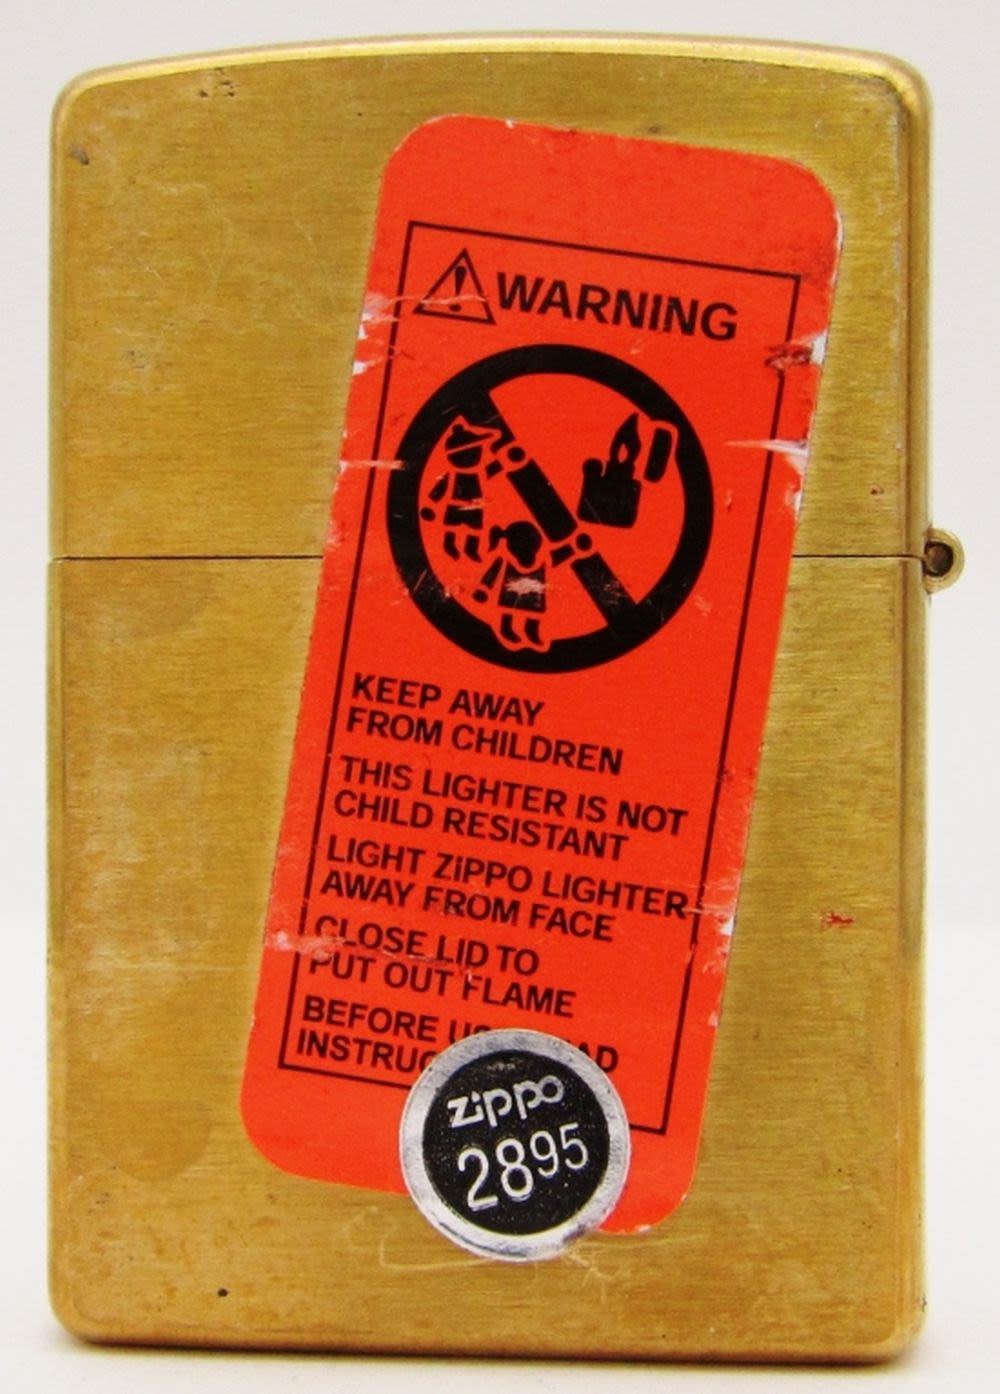 WARNING
KEEP AWAY
FROM CHILDREN
THIS LIGHTER IS NOT
CHILD RESISTANT
LIGHT ZIPPO LIGHTER
AWAY FROM FACE
CLOSE LID TO
PUT OUT FLAME
BEFORE
zippo
2895